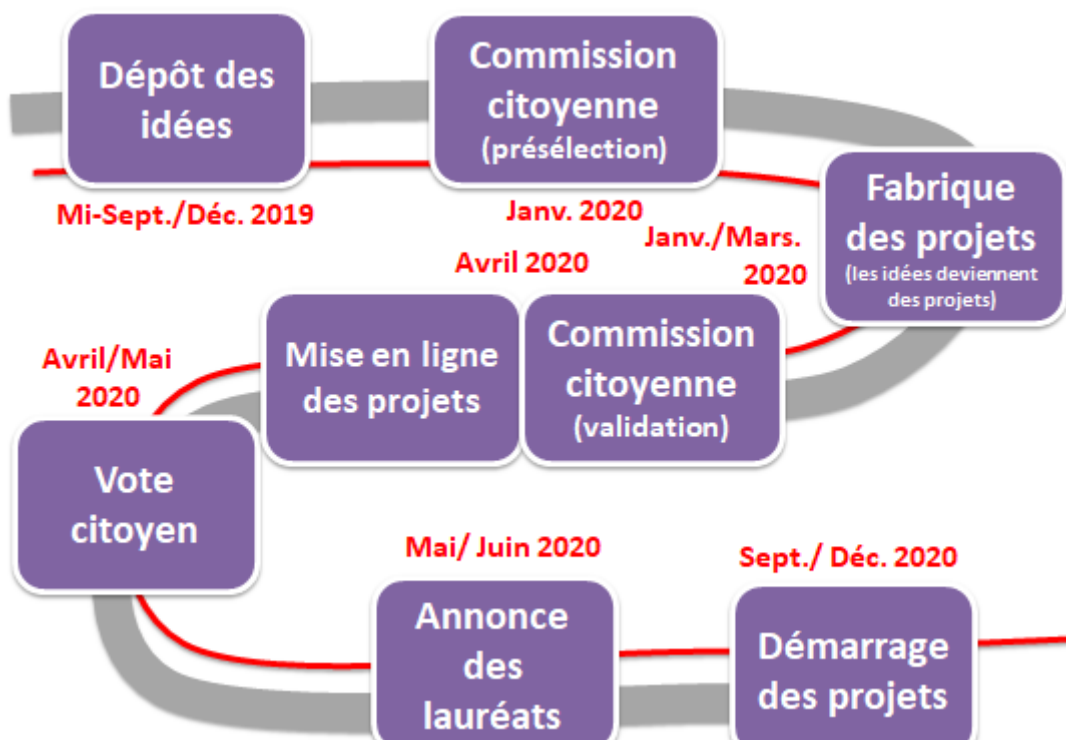 Dépôt des
idées
Mi-Sept./Déc. 2019
Commission
citoyenne
(présélection)
Janv. 2020
Fabrique
des projets
(les idées deviennent
des projets)
Janv./Mars.
2020
Avril 2020
Commission
citoyenne
(validation)
Mise en ligne
des projets
Avril/Mai
2020
Vote
citoyen
Mai/ Juin 2020
Annonce
des
lauréats
Sept./ Déc. 2020
Démarrage
des projets